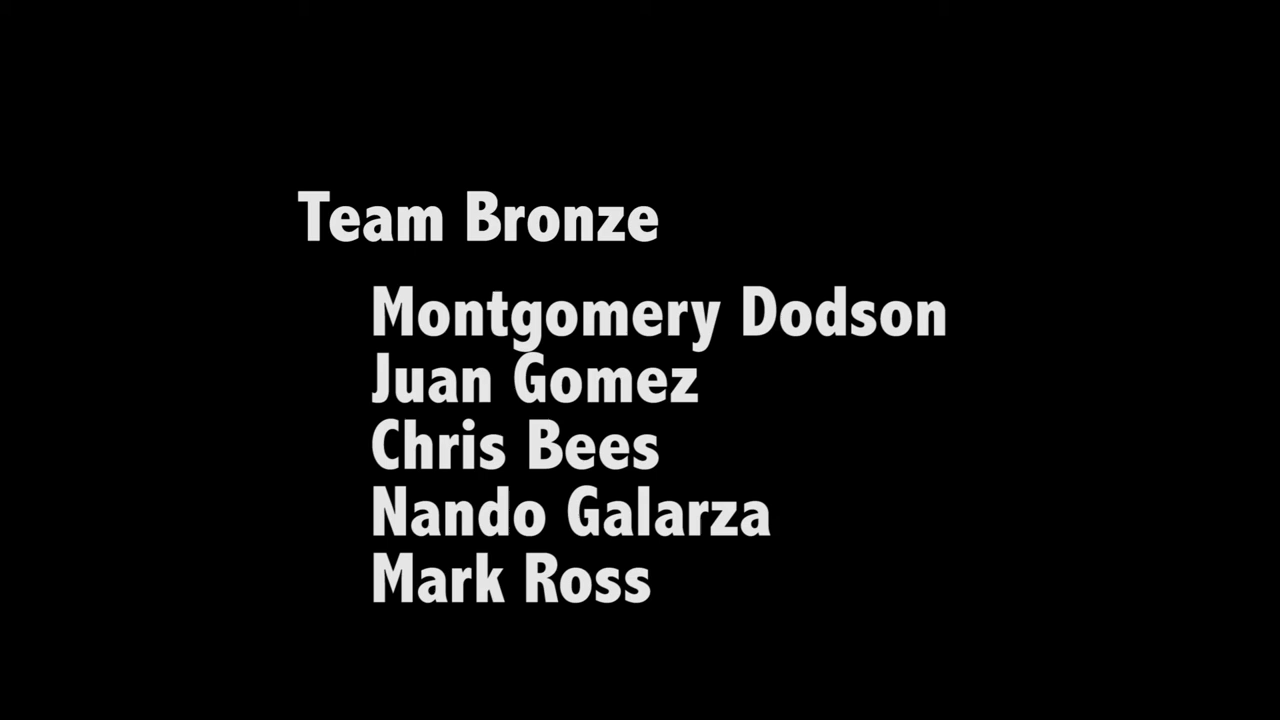 Team Bronze
Montgomery Dodson
Juan Gomez
Chris Bees
Nando Galarza
Mark Ross